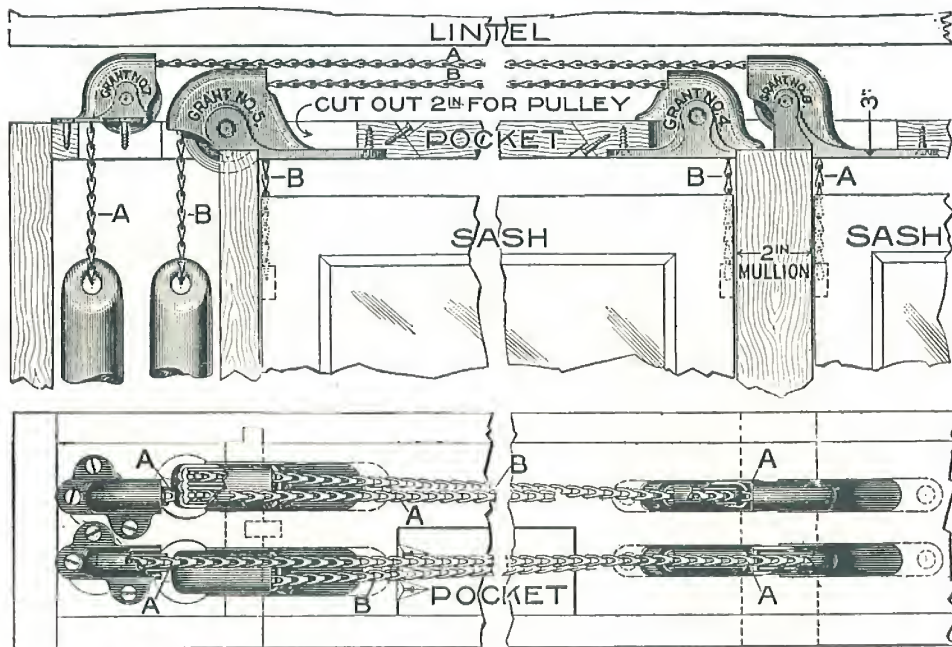 LINTEL
A
B
GRANT NO.7
GRANT NO.5
CUT OUT 2IN. FOR PULLEY
POCKET
GRANT NO.4
GRANT NO.6
3"
A
B
B
B
A
SASH
SASH
2IN
MULLION
A
B
A
A
A
B
POCKET
A